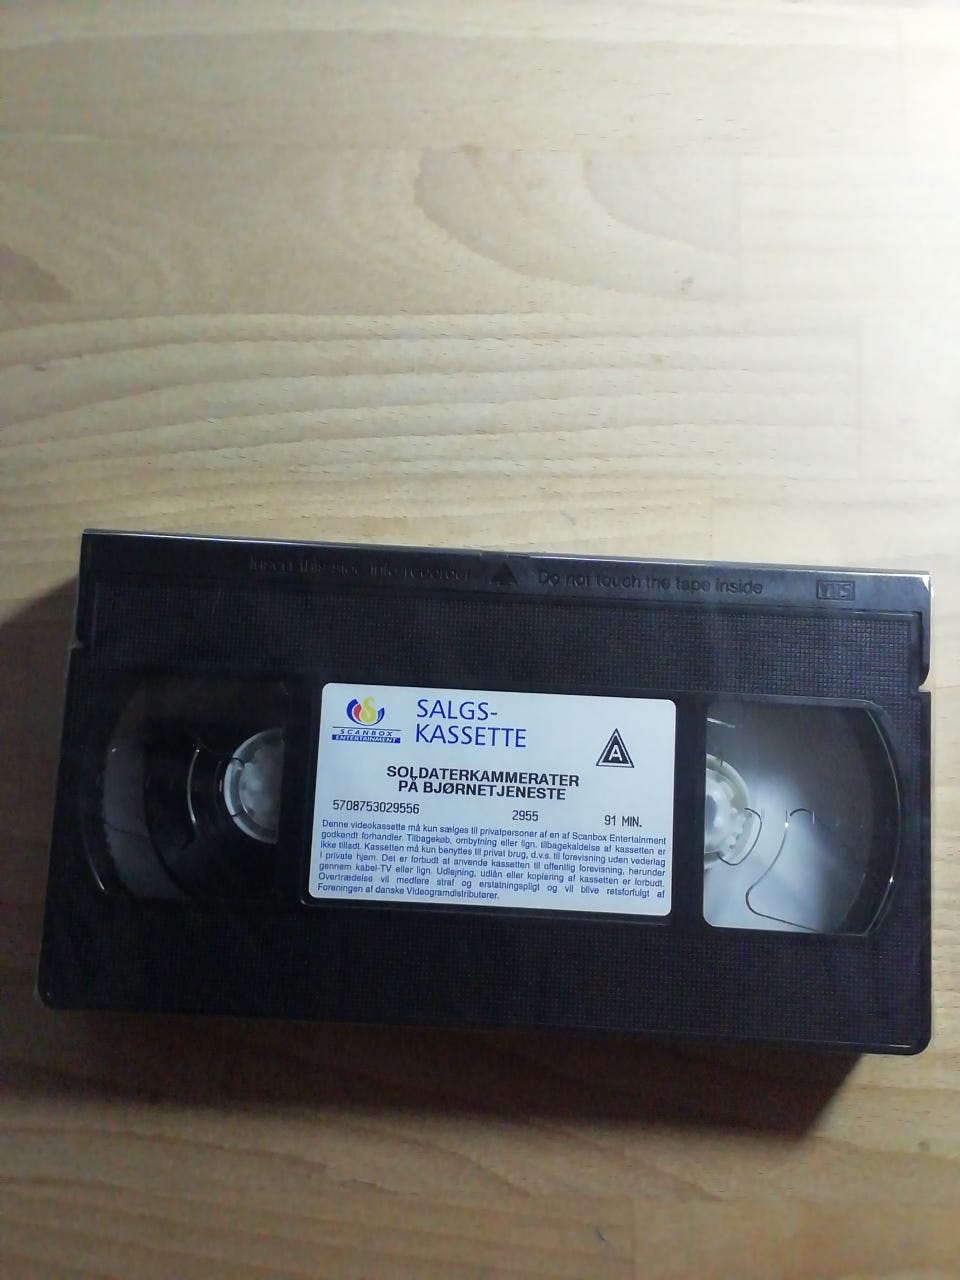 Insert this side into recorder Do not touch the tape inside VHS
SCANBOX
ENTERTAINMENT
SALGS-
KASSETTE
A
SOLDATERKAMMERATER
PÅ BJØRNETJENESTE
5708753029556 2955 91 MIN.
Denne videokassette må kun sælges til privatpersoner af en af Scanbox Entertainment
godkendt forhandler. Tilbagekøb, ombytning eller lign. tilbagekaldelse af kassetten er
ikke tilladt. Kassetten må kun benyttes til privat brug, d.v.s. til forevisning uden vederlag
i private hjem. Det er forbudt at anvende kassetten til offentlig forevisning, herunder
gennem kabel-TV eller lign. Udlejning, udlån eller kopiering af kassetten er forbudt.
Overtrædelse vil medføre straf og erstatningspligt og vil blive retsforfulgt af
Foreningen af danske Videogramdistributører.